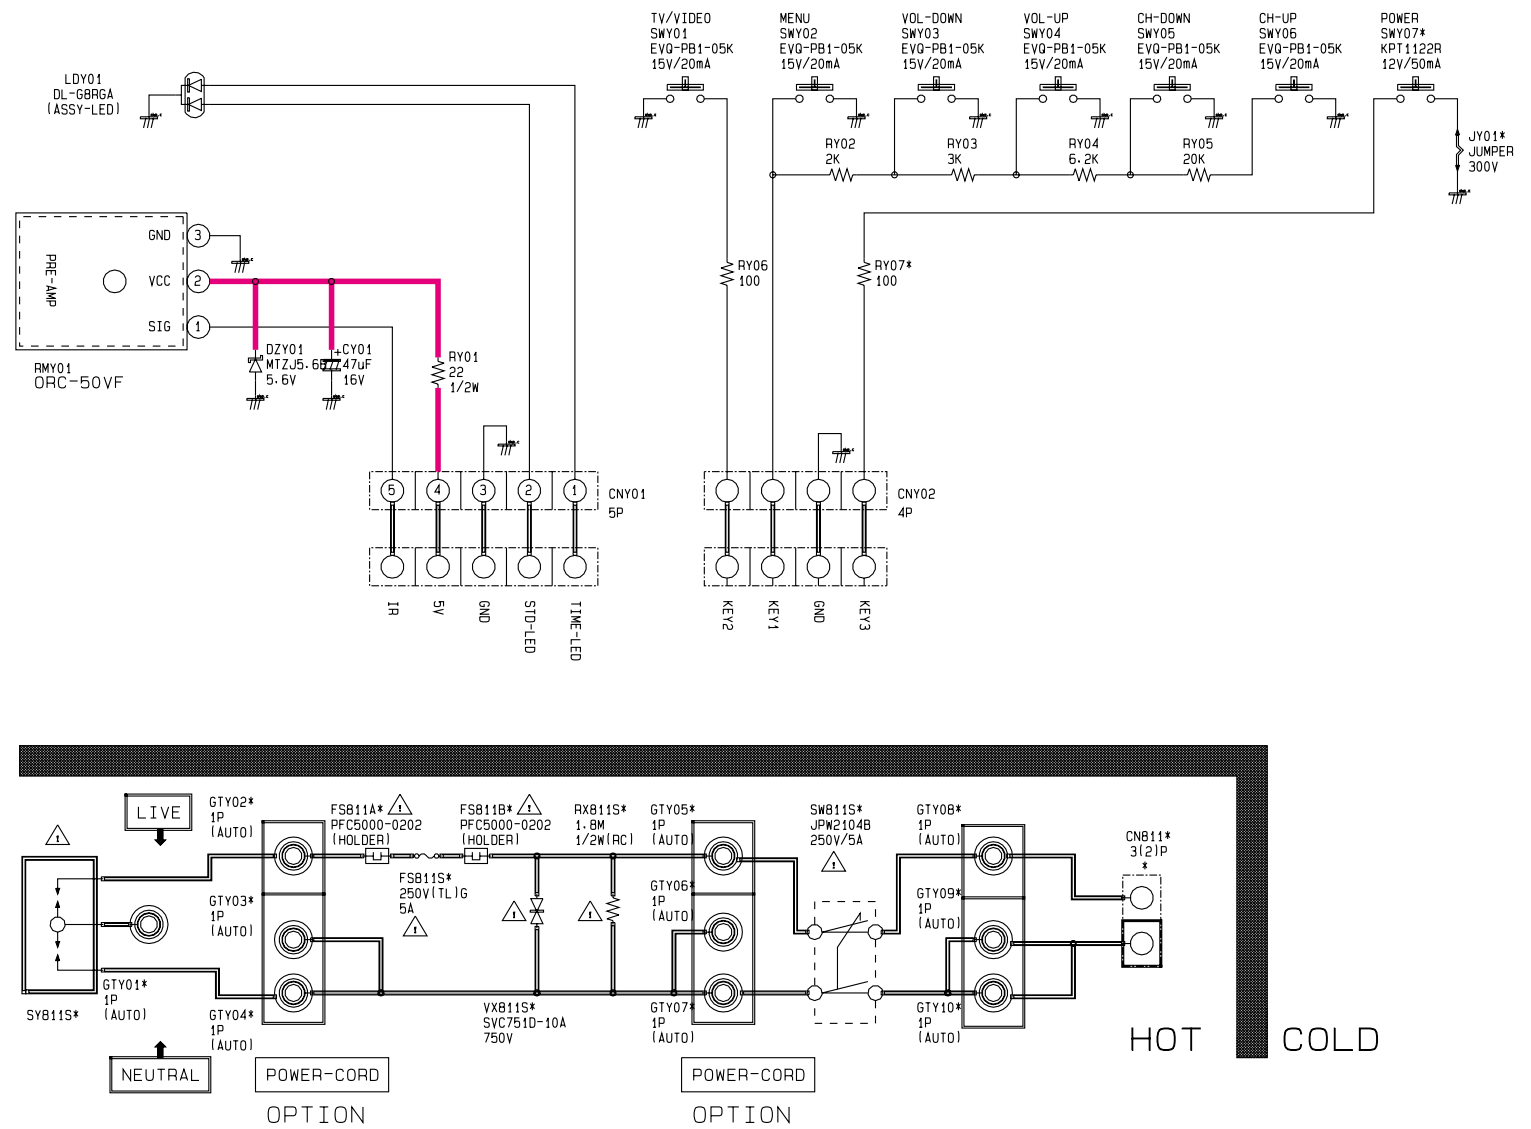 TV/VIDEO
SWY01
EVQ-PB1-05K
15V/20mA
MENU
SWY02
EVQ-PB1-05K
15V/20mA
VOL-DOWN
SWY03
EVQ-PB1-05K
15V/20mA
VOL-UP
SWY04
EVQ-PB1-05K
15V/20mA
CH-DOWN
SWY05
EVQ-PB1-05K
15V/20mA
CH-UP
SWY06
EVQ-PB1-05K
15V/20mA
POWER
SWY07*
KPT1122R
12V/50mA
LDY01
DL-G8RGA
(ASSY-LED)
RY02
2K
RY03
3K
RY04
6.2K
RY05
20K
JY01*
JUMPER
300V
PRE-AMP
GND
3
VCC
2
SIG
1
RMY01
ORC-50VF
DZY01
MTZJ5.6B
5.6V
+
CY01
47uF
16V
RY01
22
1/2W
RY06
100
RY07*
100
5
4
3
2
1
CNY01
5P
CNY02
4P
IR
5V
GND
STD-LED
TIME-LED
KEY2
KEY1
GND
KEY3
LIVE
GTY02*
1P
(AUTO)
FS811A*
!
PFC5000-0202
(HOLDER)
FS811B*
!
PFC5000-0202
(HOLDER)
RX811S*
1.8M
1/2W(RC)
GTY05*
1P
(AUTO)
SW811S*
JPW2104B
250V/5A
!
GTY08*
1P
(AUTO)
CN811*
3(2)P
*
!
FS811S*
250V(TL)G
5A
!
GTY03*
1P
(AUTO)
!
!
GTY06*
1P
(AUTO)
GTY09*
1P
(AUTO)
SY811S*
GTY01*
1P
(AUTO)
GTY04*
1P
(AUTO)
VX811S*
SVC751D-10A
750V
GTY07*
1P
(AUTO)
GTY10*
1P
(AUTO)
HOT
COLD
NEUTRAL
POWER-CORD
OPTION
POWER-CORD
OPTION